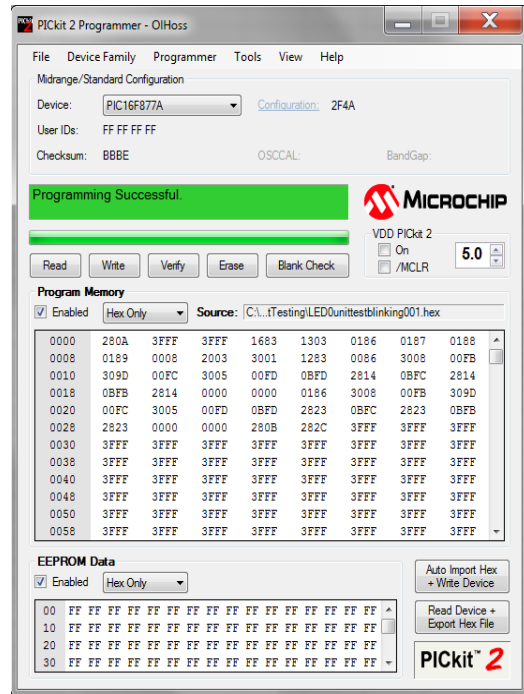 PICkit 2 Programmer - OlHoss
File Device Family Programmer Tools View Help
Midrange/Standard Configuration
Device: PIC16F877A Configuration: 2F4A
User IDs: FF FF FF FF
Checksum: BBBE OSCCAL: BandGap:
Programming Successful.
MICROCHIP
VDD PICkit 2
On
/MCLR
5.0
Read Write Verify Erase Blank Check
Program Memory
Enabled Hex Only Source: C:\...tTesting\LED0unittestblinking001.hex
0000 280A 3FFF 3FFF 1683 1303 0186 0187 0188
0008 0189 0008 2003 3001 1283 0086 3008 00FB
0010 309D 00FC 3005 00FD 0BFD 2814 0BFC 2814
0018 0BFB 2814 0000 0000 0186 3008 00FB 309D
0020 00FC 3005 00FD 0BFD 2823 0BFC 2823 0BFB
0028 2823 0000 0000 280B 282C 3FFF 3FFF 3FFF
0030 3FFF 3FFF 3FFF 3FFF 3FFF 3FFF 3FFF 3FFF
0038 3FFF 3FFF 3FFF 3FFF 3FFF 3FFF 3FFF 3FFF
0040 3FFF 3FFF 3FFF 3FFF 3FFF 3FFF 3FFF 3FFF
0048 3FFF 3FFF 3FFF 3FFF 3FFF 3FFF 3FFF 3FFF
0050 3FFF 3FFF 3FFF 3FFF 3FFF 3FFF 3FFF 3FFF
0058 3FFF 3FFF 3FFF 3FFF 3FFF 3FFF 3FFF 3FFF
EEPROM Data
Enabled Hex Only
00 FF FF FF FF FF FF FF FF FF FF FF FF FF FF FF FF
10 FF FF FF FF FF FF FF FF FF FF FF FF FF FF FF FF
20 FF FF FF FF FF FF FF FF FF FF FF FF FF FF FF FF
30 FF FF FF FF FF FF FF FF FF FF FF FF FF FF FF FF
Auto Import Hex
+ Write Device
Read Device +
Export Hex File
PICkit™ 2